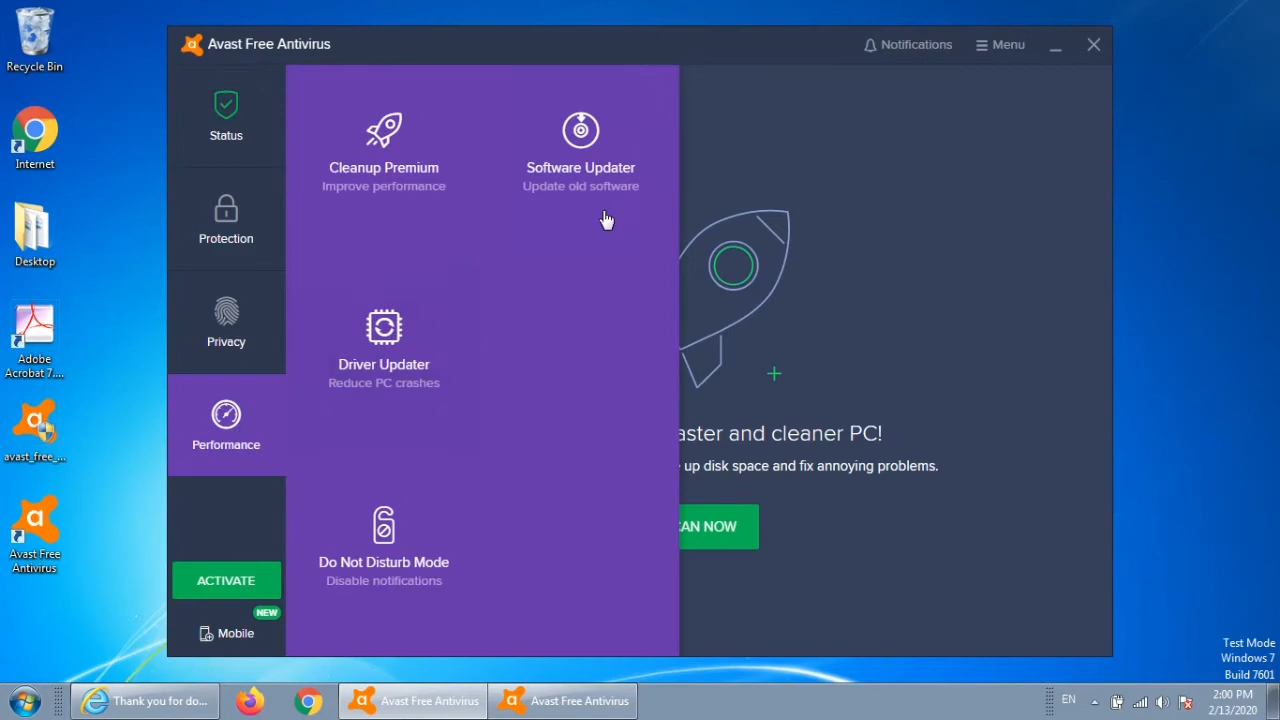 Recycle Bin
Internet
Desktop
Adobe
Acrobat 7....
avast_free_...
Avast Free
Antivirus
Avast Free Antivirus
Notifications
Menu
Status
Protection
Privacy
Performance
ACTIVATE
NEW
Mobile
Cleanup Premium
Improve performance
Software Updater
Update old software
Driver Updater
Reduce PC crashes
Do Not Disturb Mode
Disable notifications
aster and cleaner PC!
up disk space and fix annoying problems.
CAN NOW
Test Mode
Windows 7
Build 7601
Thank you for do...
Avast Free Antivirus
Avast Free Antivirus
EN
2:00 PM
2/13/2020